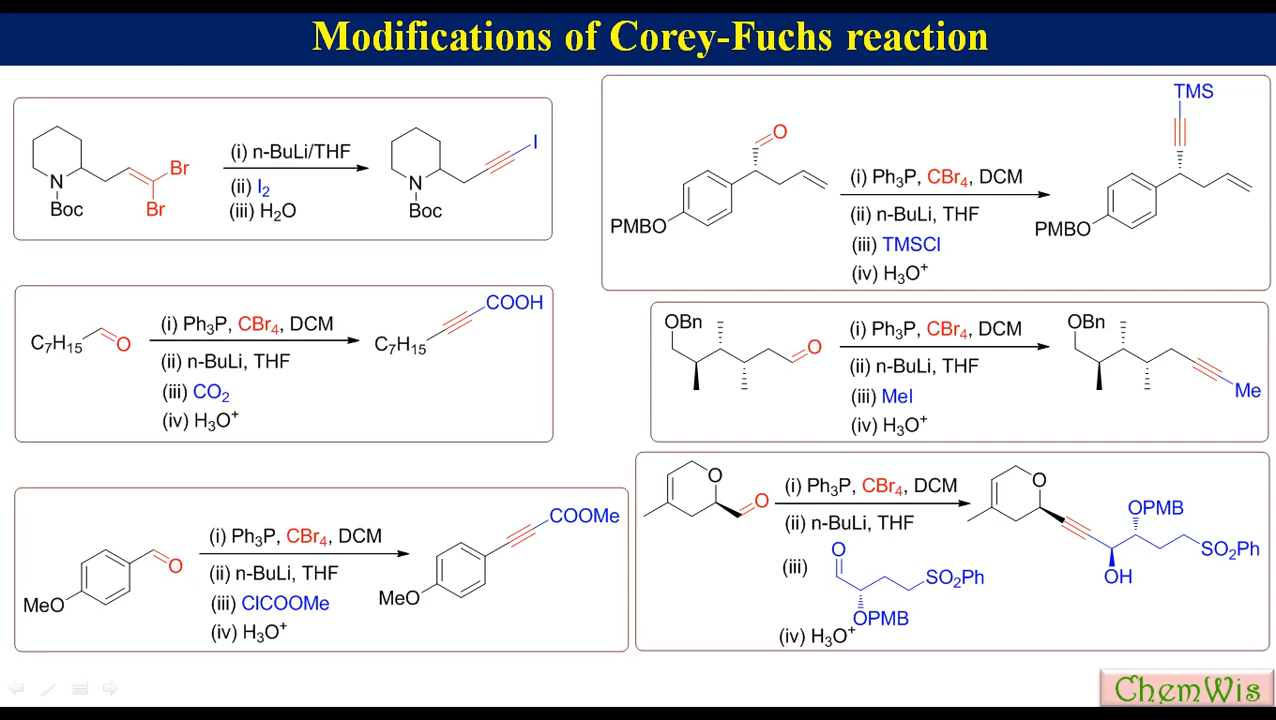 Modifications of Corey-Fuchs reaction
Br
Br
N
Boc
(i) n-BuLi/THF
(ii) I₂
(iii) H₂O
I
N
Boc
O
PMBO
(i) Ph₃P, CBr₄, DCM
(ii) n-BuLi, THF
(iii) TMSCl
(iv) H₃O⁺
TMS
PMBO
C₇H₁₅
O
(i) Ph₃P, CBr₄, DCM
(ii) n-BuLi, THF
(iii) CO₂
(iv) H₃O⁺
C₇H₁₅
COOH
OBn
O
(i) Ph₃P, CBr₄, DCM
(ii) n-BuLi, THF
(iii) MeI
(iv) H₃O⁺
OBn
Me
MeO
O
(i) Ph₃P, CBr₄, DCM
(ii) n-BuLi, THF
(iii) ClCOOMe
(iv) H₃O⁺
MeO
COOMe
O
O
(i) Ph₃P, CBr₄, DCM
(ii) n-BuLi, THF
(iii)
O
SO₂Ph
OPMB
(iv) H₃O⁺
O
OPMB
SO₂Ph
OH
ChemWis